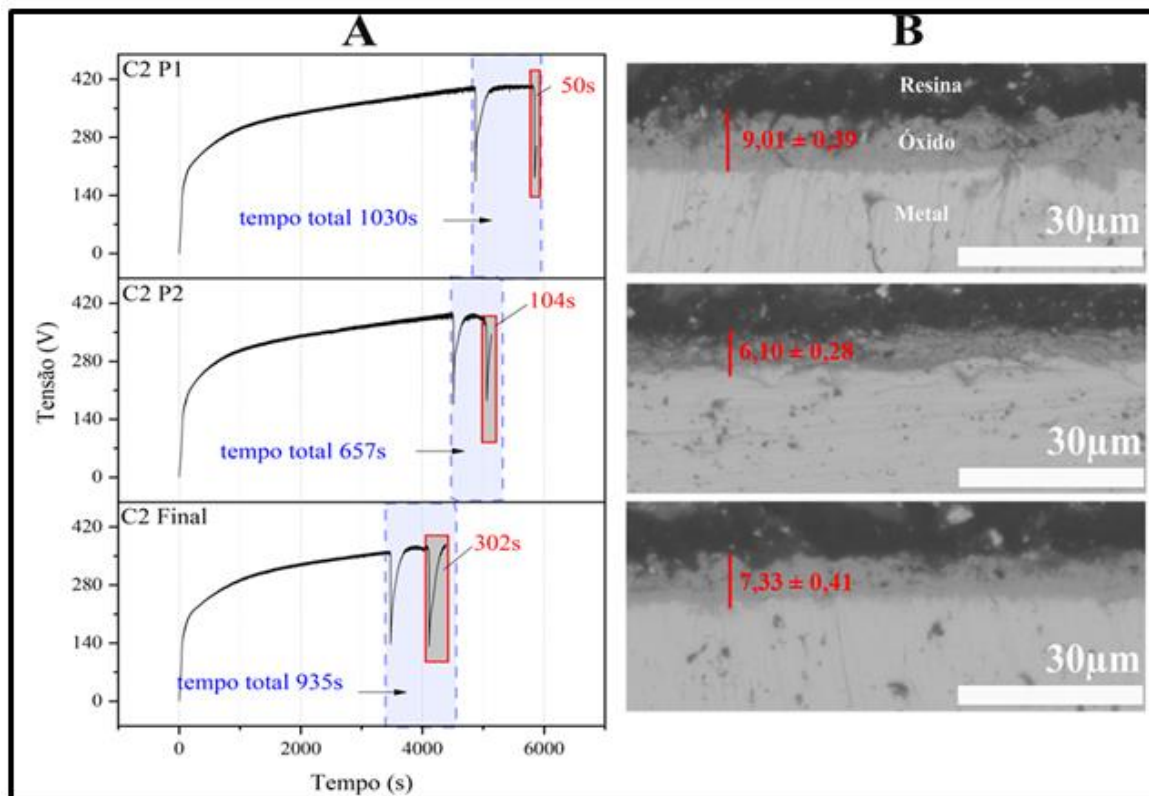 A
B
C2 P1
420
280
140
0
50s
tempo total 1030s
C2 P2
420
280
140
0
104s
tempo total 657s
C2 Final
420
280
140
0
302s
tempo total 935s
Tensão (V)
0
2000
4000
6000
Tempo (s)
Resina
9,01 ± 0,39
Óxido
Metal
30µm
6,10 ± 0,28
30µm
7,33 ± 0,41
30µm